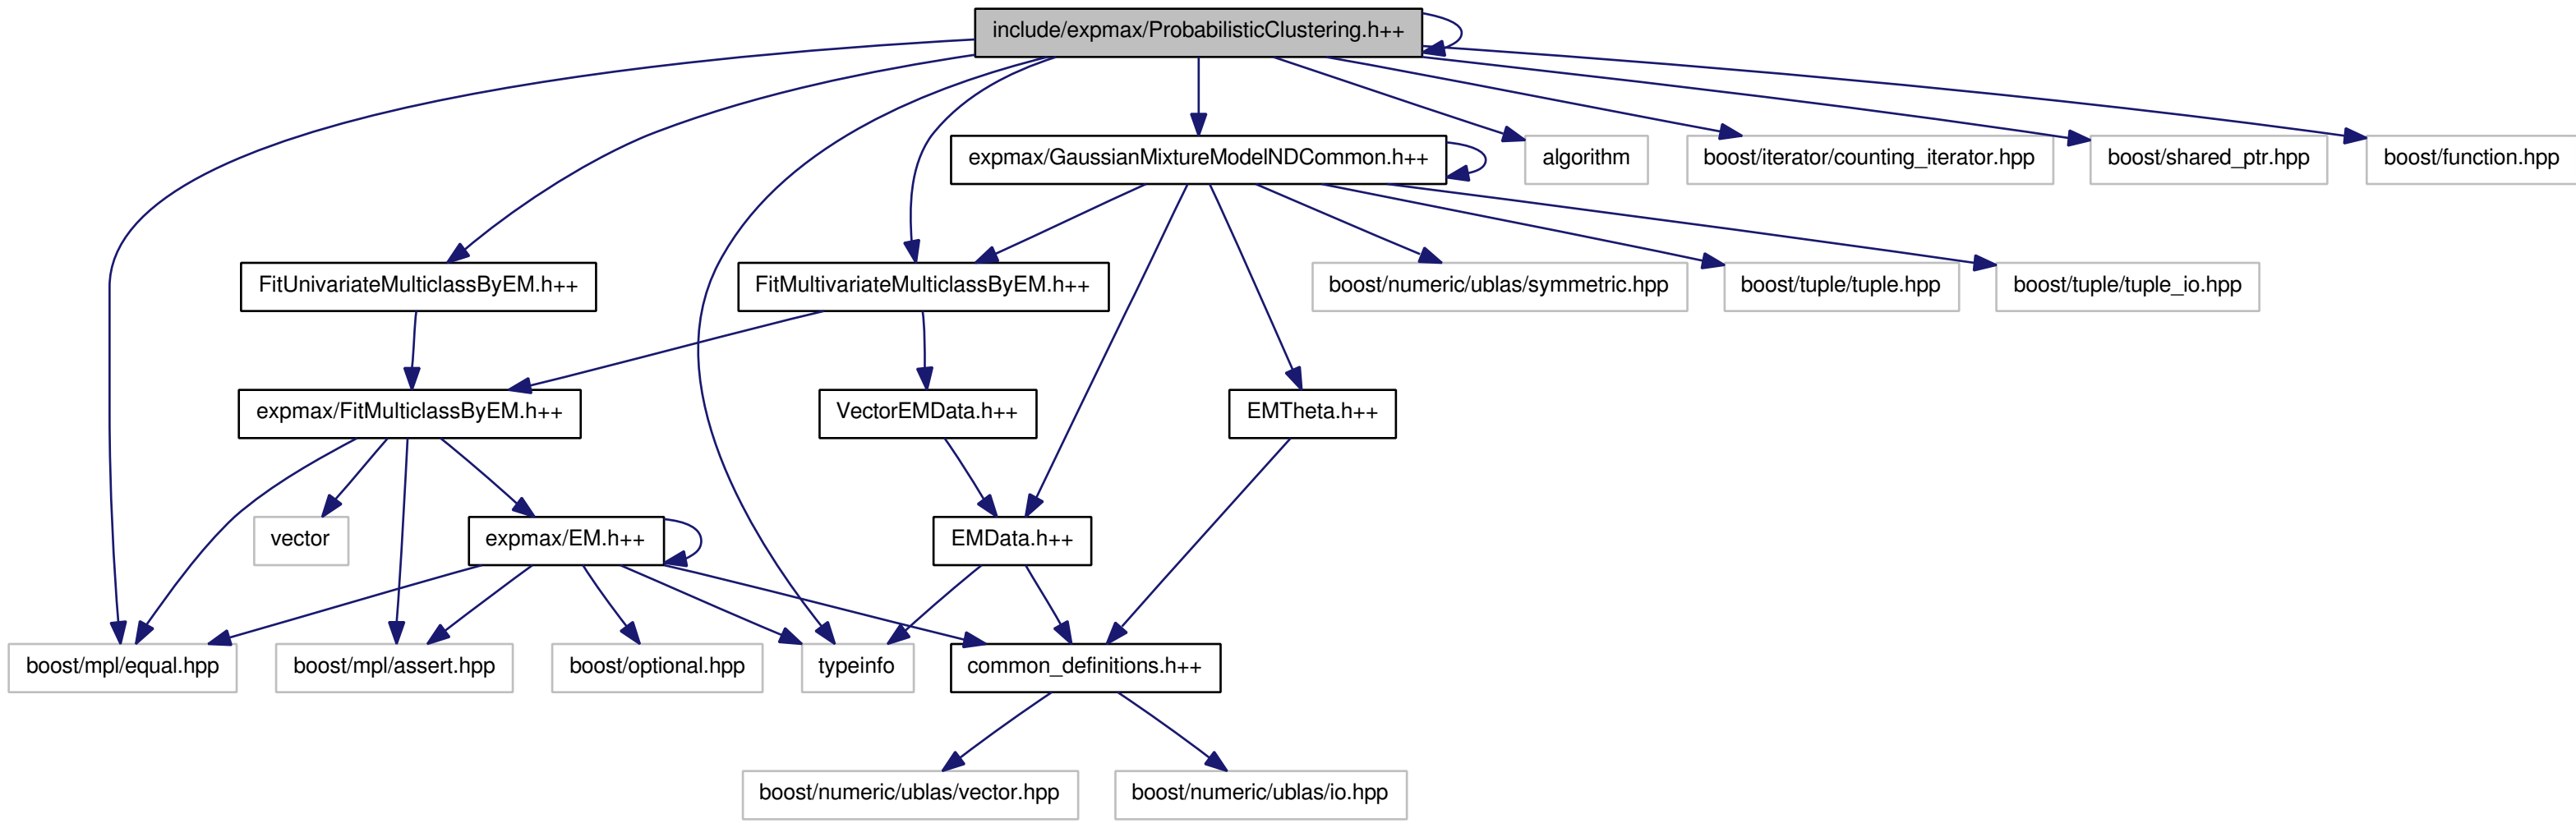 include/expmax/ProbabilisticClustering.h++
expmax/GaussianMixtureModelNDCommon.h++
algorithm
boost/iterator/counting_iterator.hpp
boost/shared_ptr.hpp
boost/function.hpp
FitUnivariateMulticlassByEM.h++
FitMultivariateMulticlassByEM.h++
boost/numeric/ublas/symmetric.hpp
boost/tuple/tuple.hpp
boost/tuple/tuple_io.hpp
expmax/FitMulticlassByEM.h++
VectorEMData.h++
EMTheta.h++
vector
expmax/EM.h++
EMData.h++
boost/mpl/equal.hpp
boost/mpl/assert.hpp
boost/optional.hpp
typeinfo
common_definitions.h++
boost/numeric/ublas/vector.hpp
boost/numeric/ublas/io.hpp